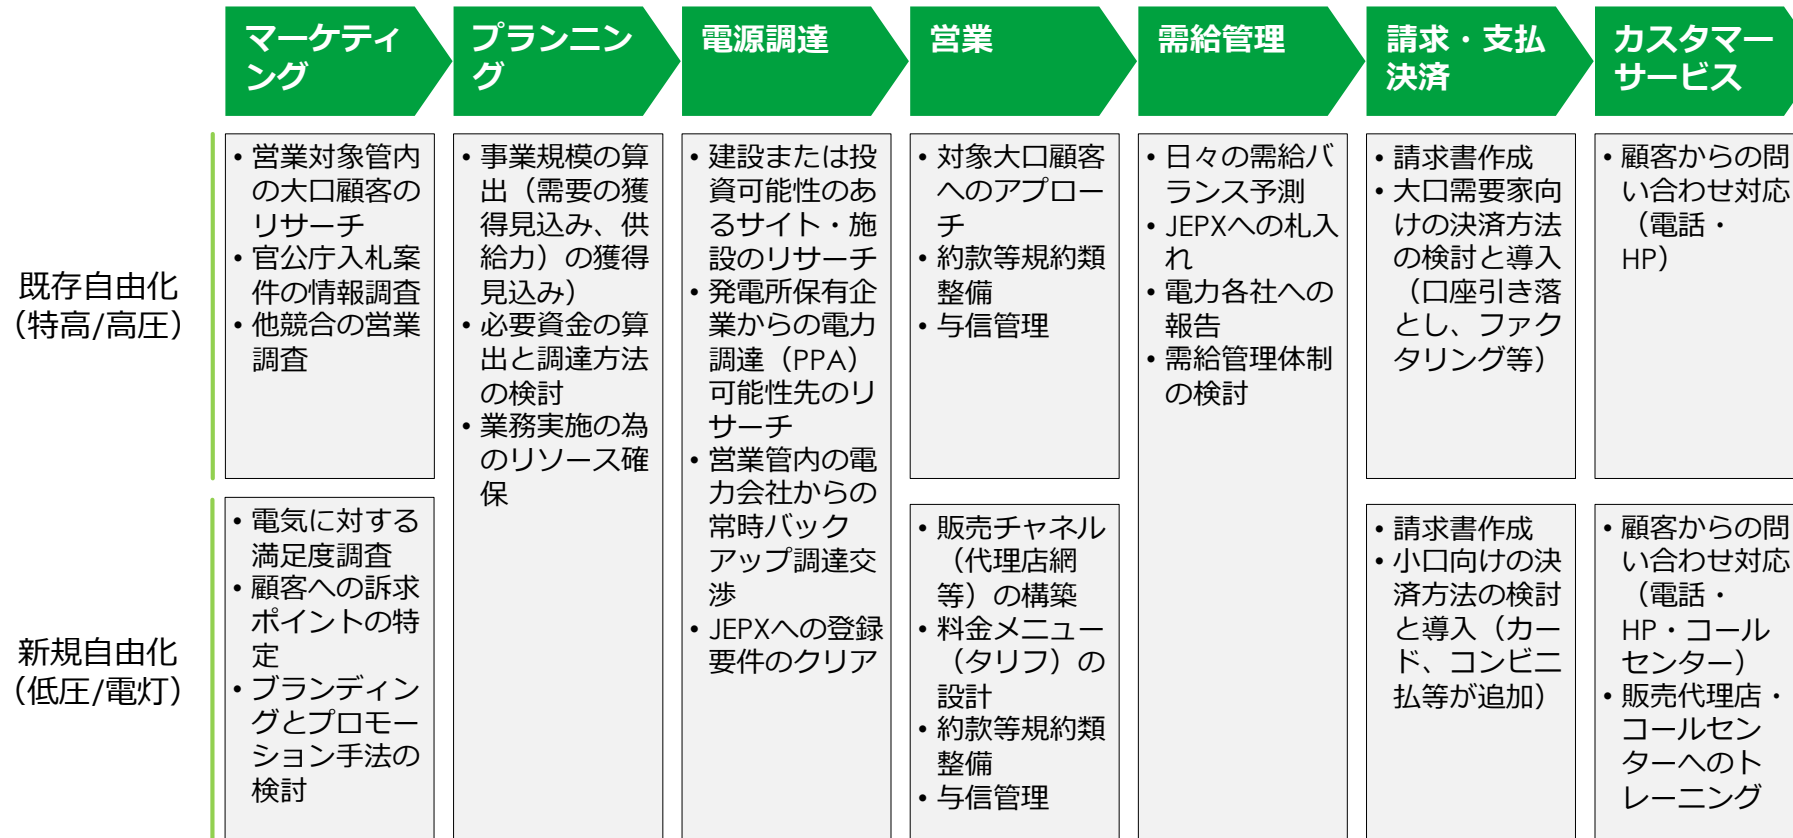 マーケティ
ング
プランニン
グ
電源調達
営業
需給管理
請求・支払
決済
カスタマー
サービス
既存自由化
（特高/高圧）
• 営業対象管内
の大口顧客の
リサーチ
• 官公庁入札案
件の情報調査
• 他競合の営業
調査
• 事業規模の算
出（需要の獲
得見込み、供
給力）の獲得
見込み）
• 必要資金の算
出と調達方法
の検討
• 業務実施の為
のリソース確
保
• 建設または投
資可能性のあ
るサイト・施
設のリサーチ
• 発電所保有企
業からの電力
調達（PPA）
可能性先のリ
サーチ
• 営業管内の電
力会社からの
常時バック
アップ調達交
渉
• JEPXへの登録
要件のクリア
• 対象大口顧客
へのアプロー
チ
• 約款等規約類
整備
• 与信管理
• 日々の需給バ
ランス予測
• JEPXへの札入
れ
• 電力各社への
報告
• 需給管理体制
の検討
• 請求書作成
• 大口需要家向
けの決済方法
の検討と導入
（口座引き落
とし、ファク
タリング等）
• 顧客からの問
い合わせ対応
（電話・
HP）
新規自由化
（低圧/電灯）
• 電気に対する
満足度調査
• 顧客への訴求
ポイントの特
定
• ブランディン
グとプロモー
ション手法の
検討
• 販売チャネル
（代理店網
等）の構築
• 料金メニュー
（タリフ）の
設計
• 約款等規約類
整備
• 与信管理
• 請求書作成
• 小口向けの決
済方法の検討
と導入（カー
ド、コンビニ
払等が追加）
• 顧客からの問
い合わせ対応
（電話・
HP・コール
センター）
• 販売代理店・
コールセン
ターへのト
レーニング